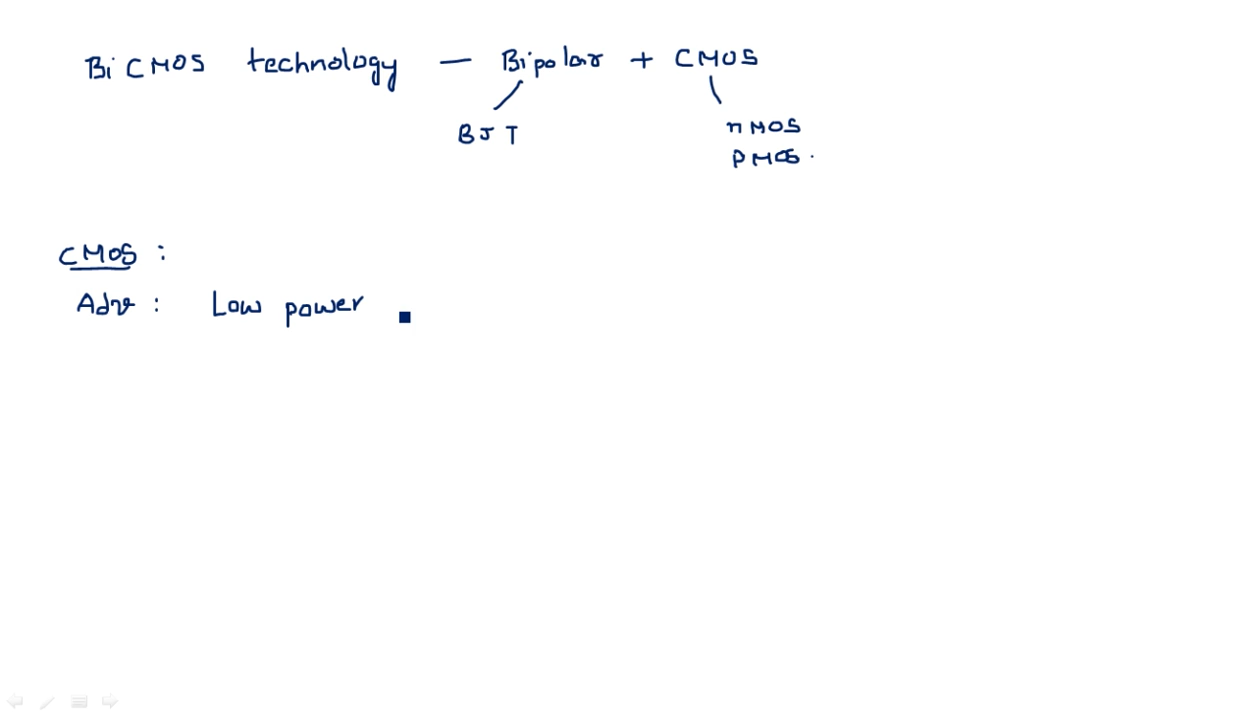 BiCMOS technology — Bipolar + CMOS
BJT nMOS
PMOS
CMOS :
Adv : Low power